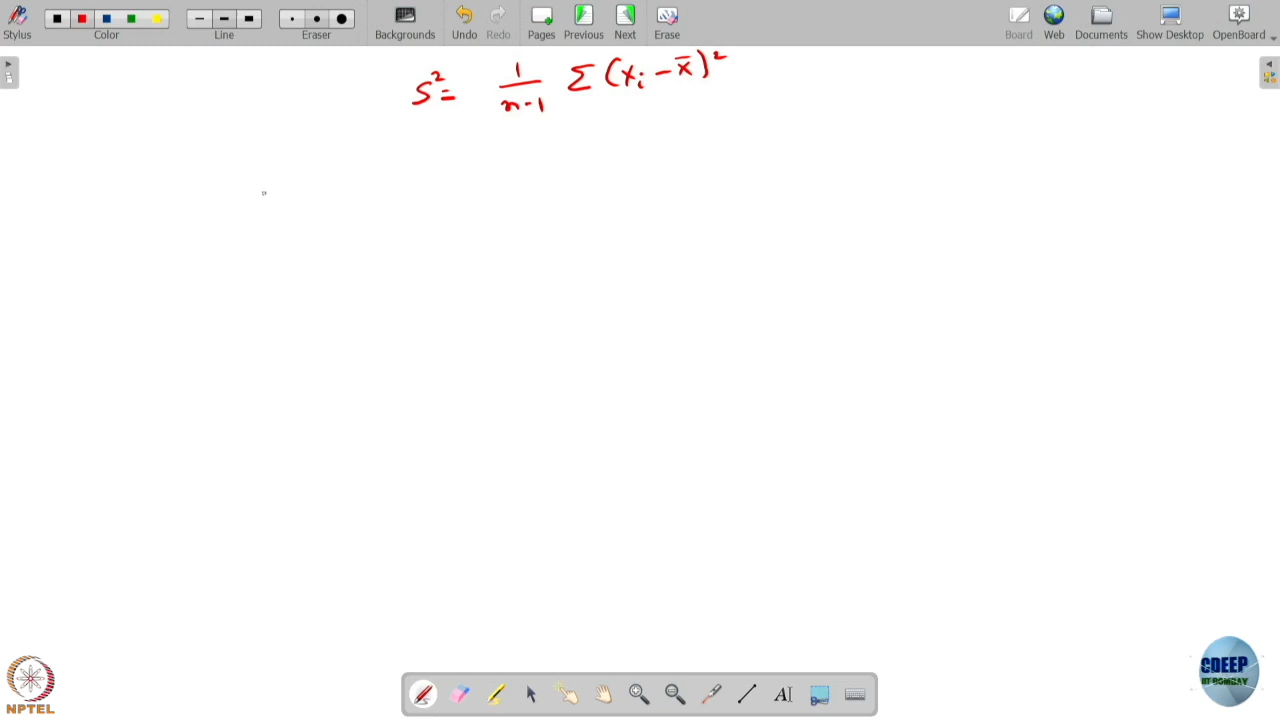 Stylus Color Line Eraser Backgrounds Undo Redo Pages Previous Next Erase Board Web Documents Show Desktop OpenBoard
S² = 1/(n-1) Σ (Xi - X̄)²
CDEEP
IIT BOMBAY
NPTEL